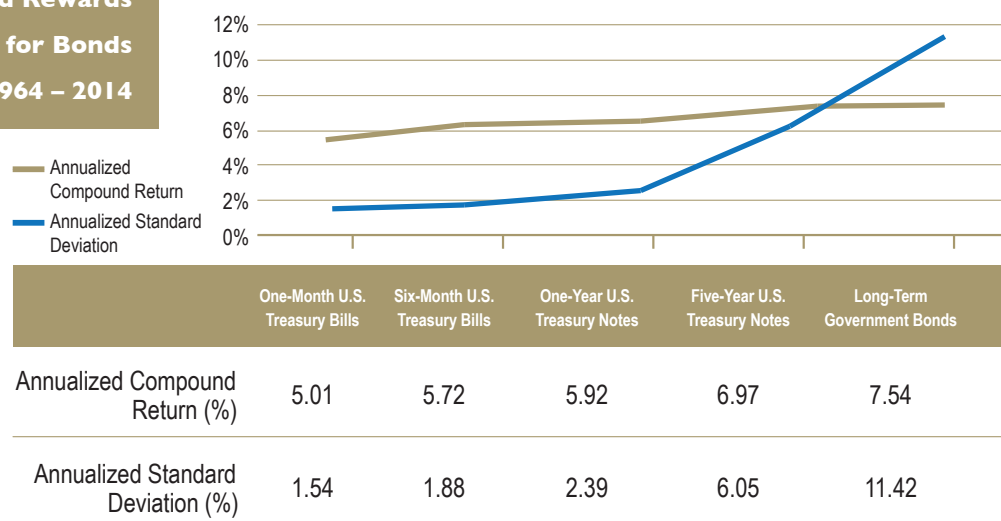 d Rewards
for Bonds
964 – 2014
12%
10%
8%
6%
4%
2%
0%
Annualized
Compound Return
Annualized Standard
Deviation
One-Month U.S. Treasury Bills
Six-Month U.S. Treasury Bills
One-Year U.S. Treasury Notes
Five-Year U.S. Treasury Notes
Long-Term Government Bonds
Annualized Compound
Return (%)
5.01 5.72 5.92 6.97 7.54
Annualized Standard
Deviation (%)
1.54 1.88 2.39 6.05 11.42